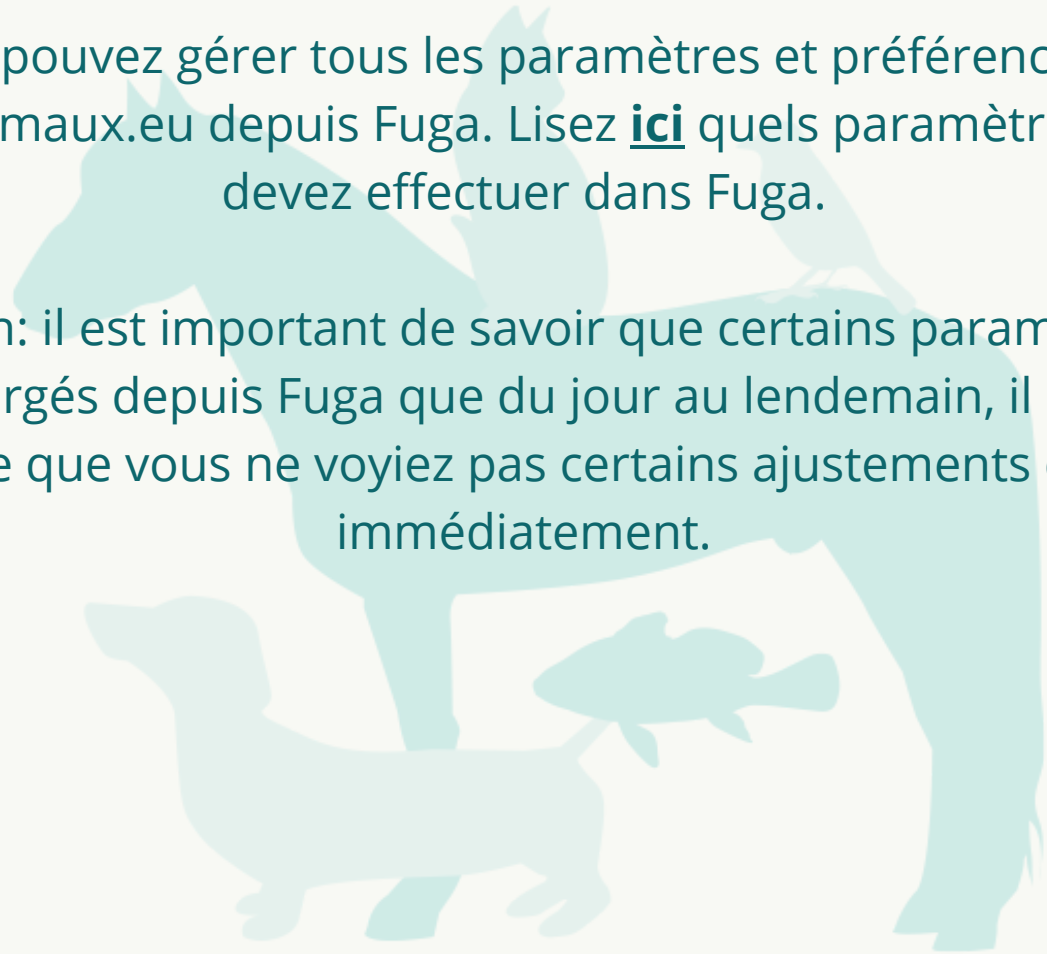 pouvez gérer tous les paramètres et préférenc
maux.eu depuis Fuga. Lisez ici quels paramètr
devez effectuer dans Fuga.
n: il est important de savoir que certains param
rgés depuis Fuga que du jour au lendemain, il
e que vous ne voyiez pas certains ajustements
immédiatement.